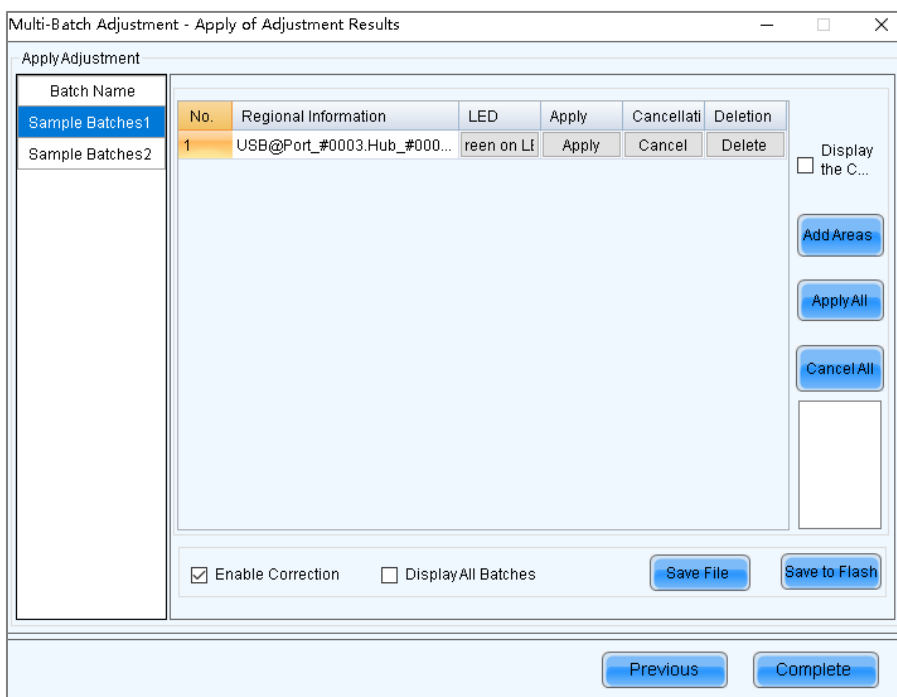 Multi-Batch Adjustment - Apply of Adjustment Results
Apply Adjustment
Batch Name
Sample Batches1
Sample Batches2
No. Regional Information LED Apply Cancellati Deletion
1 USB@Port_#0003.Hub_#000... reen on LE Apply Cancel Delete
Display
the C...
Add Areas
Apply All
Cancel All
Enable Correction Display All Batches Save File Save to Flash
Previous Complete